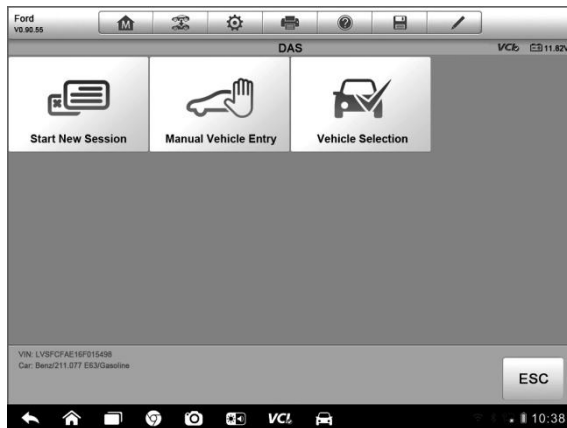 Ford
V0.90.55
M
DAS
VCI 11.82V
Start New Session
Manual Vehicle Entry
Vehicle Selection
VIN: LVSFCFAE16F015498
Car: Benz/211.077 E63/Gasoline
ESC
VCI
10:38